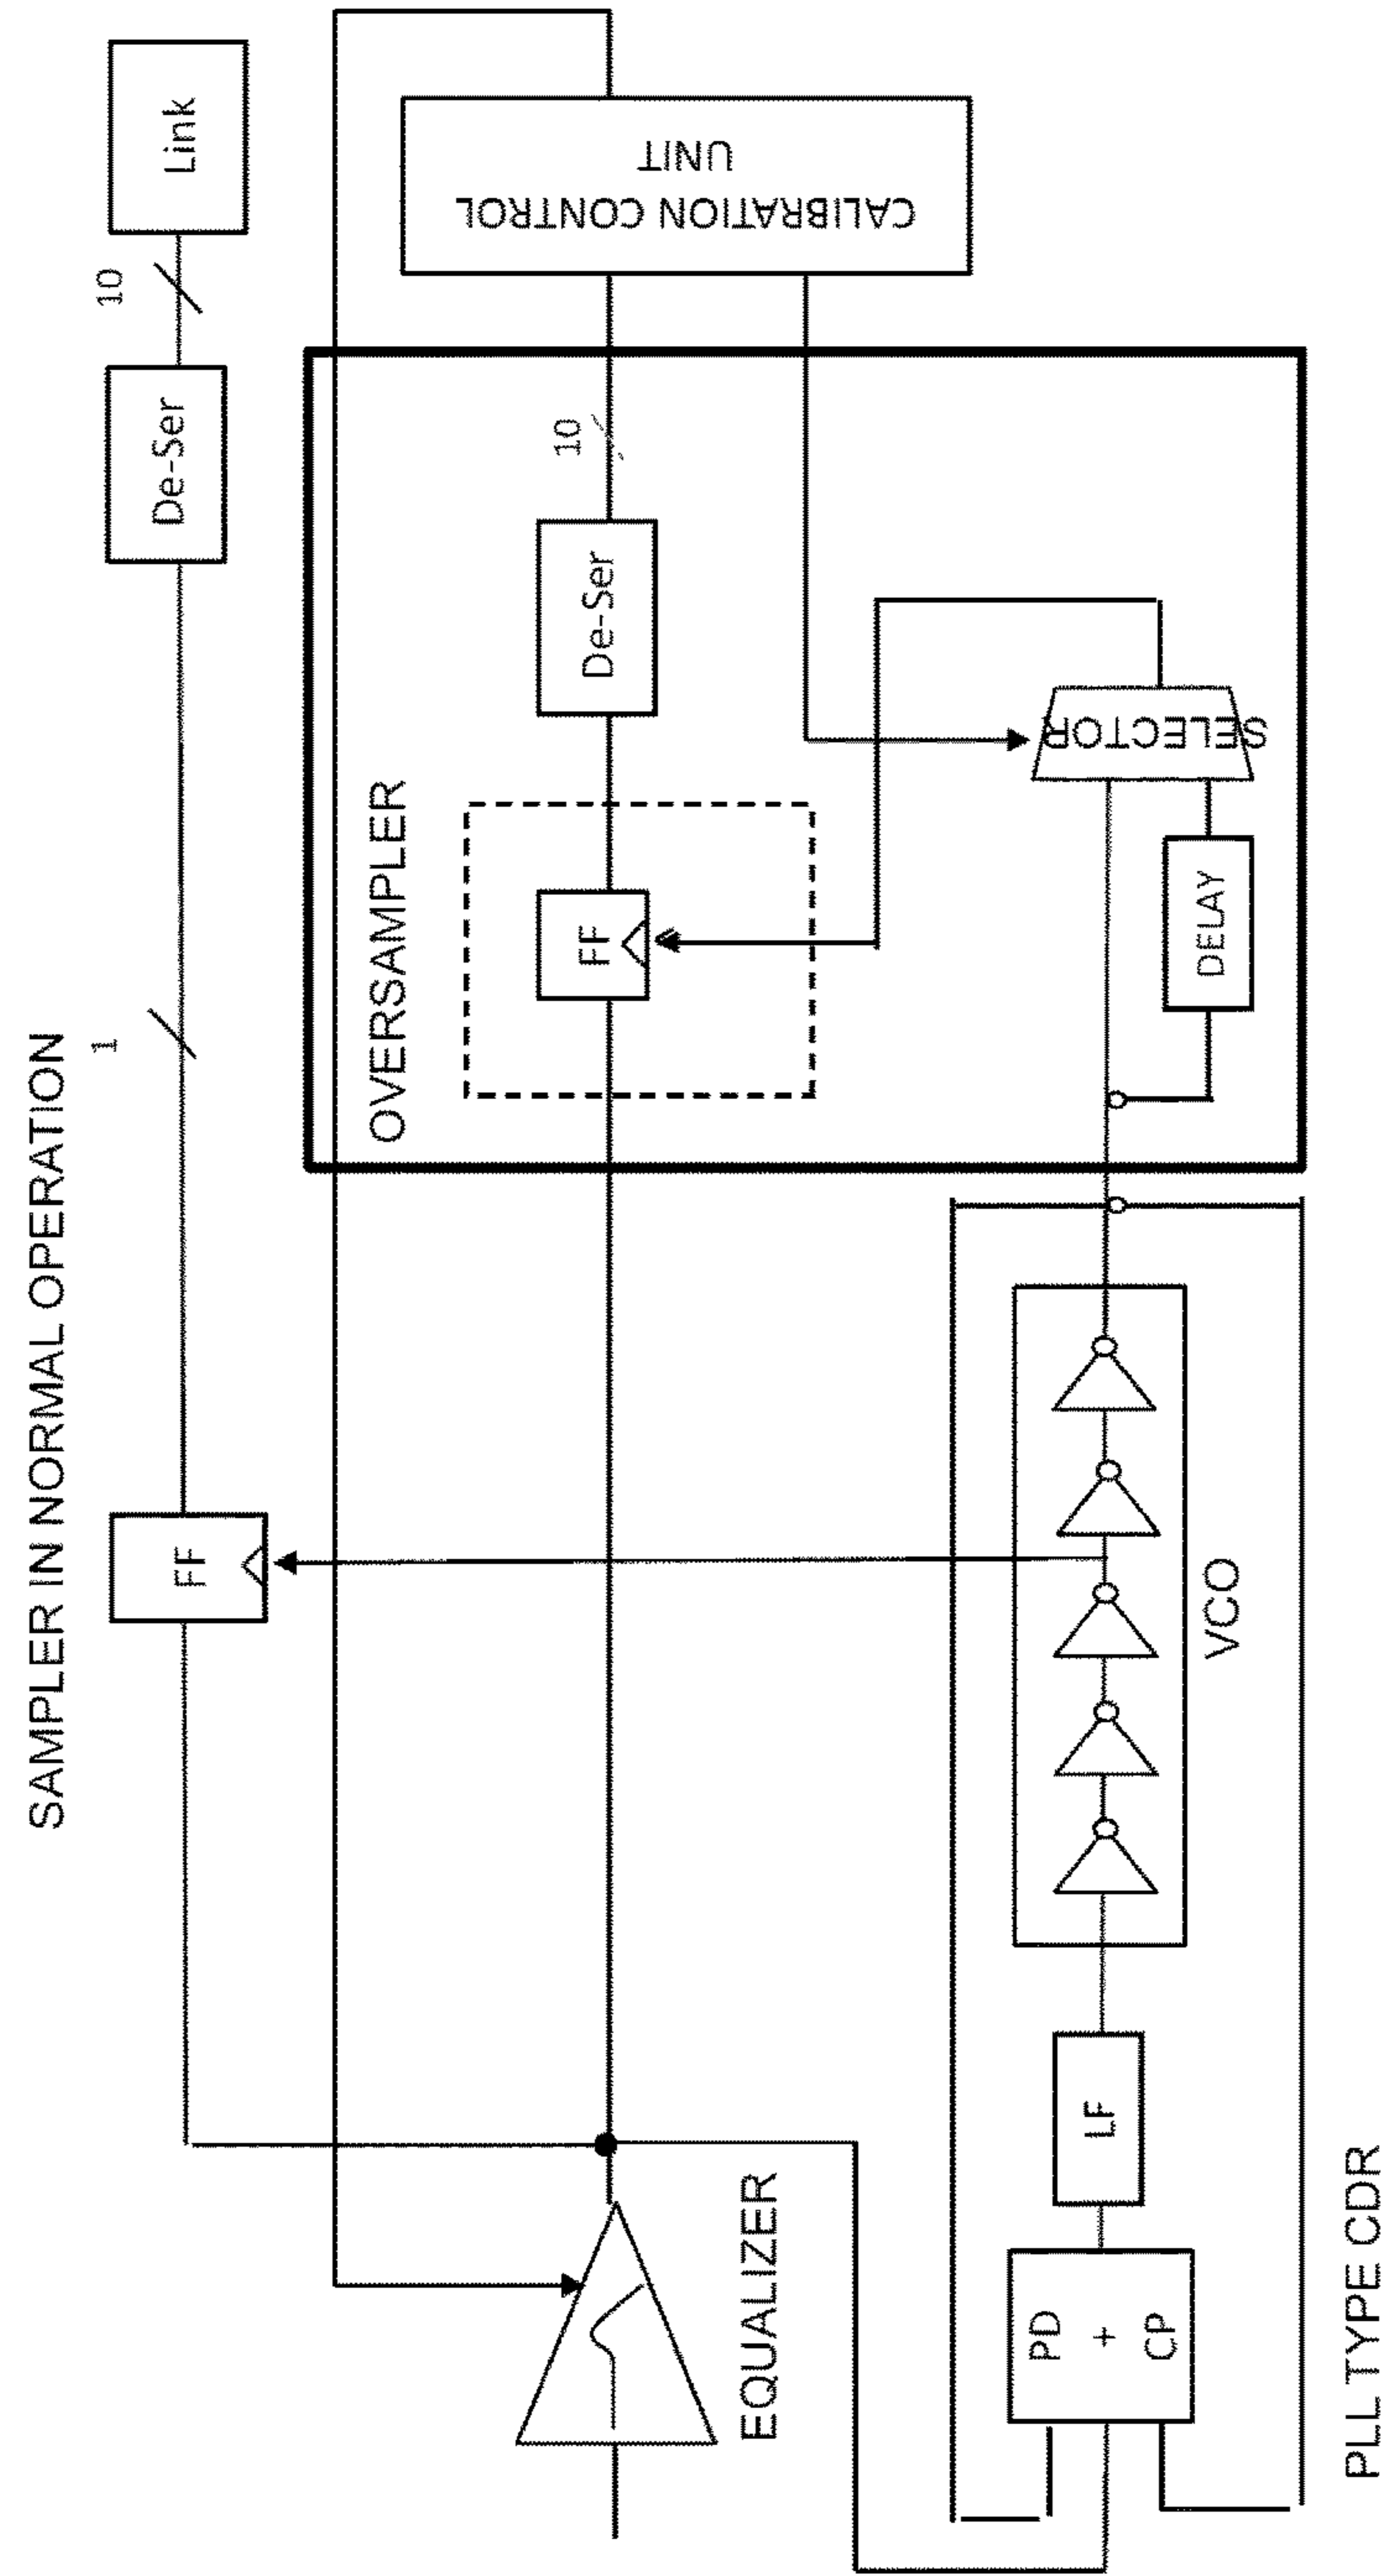 SAMPLER IN NORMAL OPERATION
FF
1
De-Ser
10
Link
OVERSAMPLER
FF
De-Ser
10
CALIBRATION CONTROL
UNIT
EQUALIZER
SELECTOR
DELAY
PD
+
CP
LF
VCO
PLL TYPE CDR